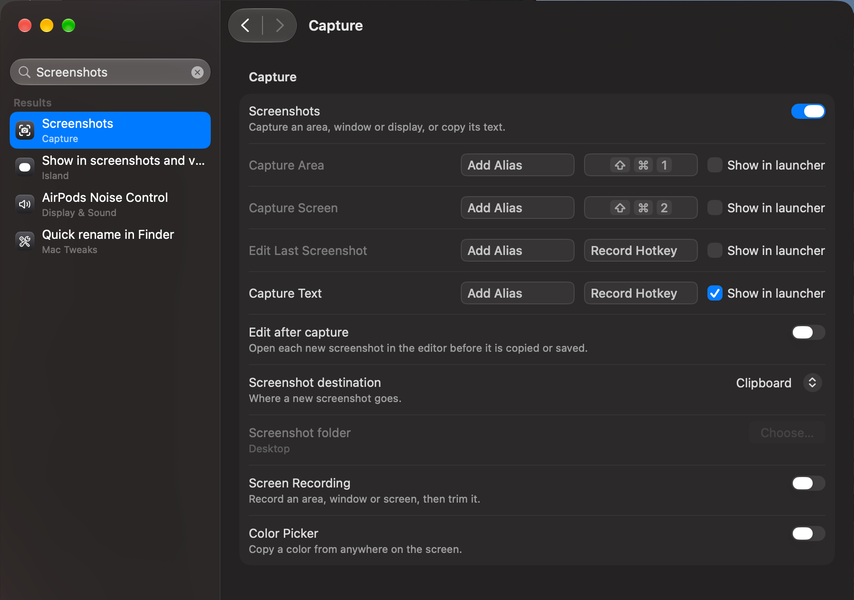 Capture
Screenshots
Results
Screenshots
Capture
Show in screenshots and v...
Island
AirPods Noise Control
Display & Sound
Quick rename in Finder
Mac Tweaks
Capture
Screenshots
Capture an area, window or display, or copy its text.
Capture Area Add Alias ⇧ ⌘ 1 Show in launcher
Capture Screen Add Alias ⇧ ⌘ 2 Show in launcher
Edit Last Screenshot Add Alias Record Hotkey Show in launcher
Capture Text Add Alias Record Hotkey Show in launcher
Edit after capture
Open each new screenshot in the editor before it is copied or saved.
Screenshot destination Clipboard
Where a new screenshot goes.
Screenshot folder Choose...
Desktop
Screen Recording
Record an area, window or screen, then trim it.
Color Picker
Copy a color from anywhere on the screen.